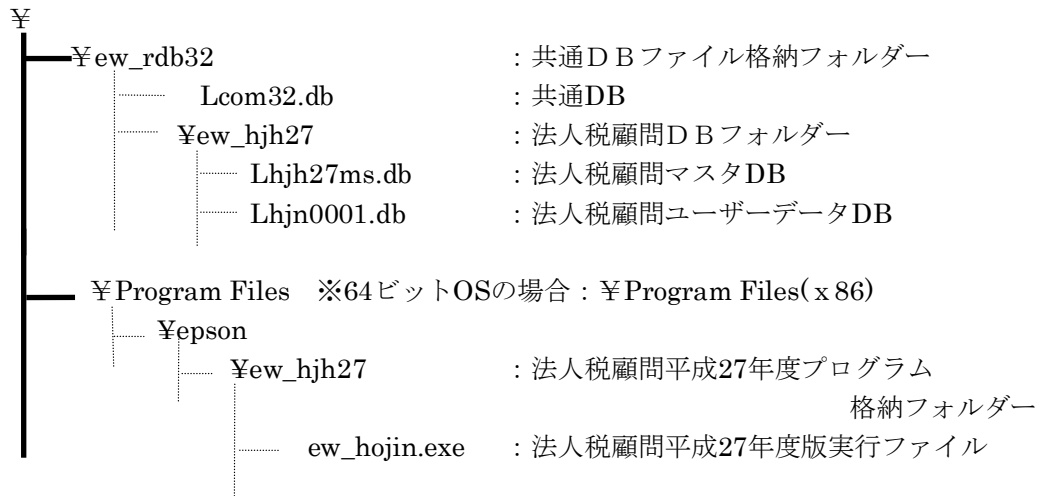 ￥
￥ew_rdb32 : 共通ＤＢファイル格納フォルダー
Lcom32.db : 共通DB
￥ew_hjh27 : 法人税顧問ＤＢフォルダー
Lhjh27ms.db : 法人税顧問マスタDB
Lhjn0001.db : 法人税顧問ユーザーデータDB
￥Program Files ※64ビットOSの場合：￥Program Files(ｘ86)
￥epson
￥ew_hjh27 : 法人税顧問平成27年度プログラム
格納フォルダー
ew_hojin.exe : 法人税顧問平成27年度版実行ファイル